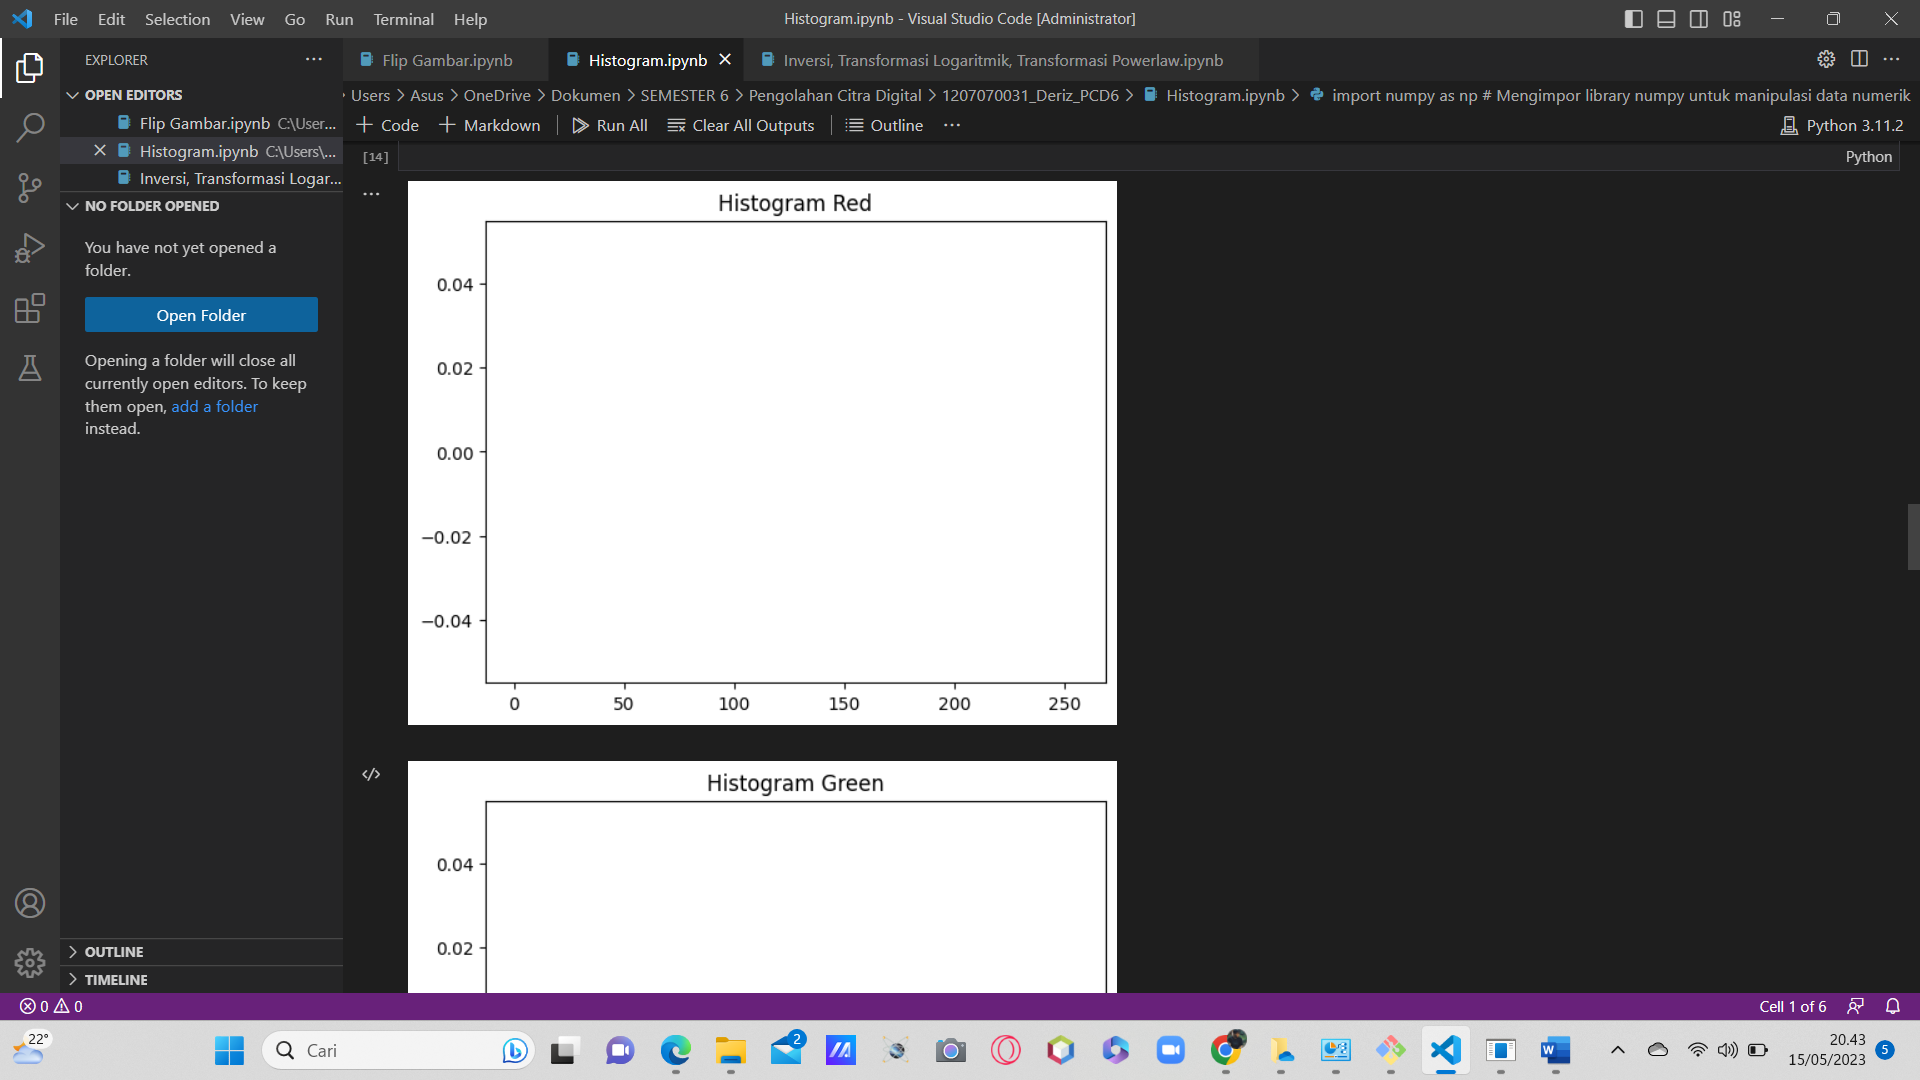 File Edit Selection View Go Run Terminal Help
Histogram.ipynb - Visual Studio Code [Administrator]
EXPLORER
Flip Gambar.ipynb
Histogram.ipynb
Inversi, Transformasi Logaritmik, Transformasi Powerlaw.ipynb
OPEN EDITORS
Flip Gambar.ipynb C:\User...
Histogram.ipynb C:\Users\...
Inversi, Transformasi Logar...
NO FOLDER OPENED
You have not yet opened a
folder.
Open Folder
Opening a folder will close all
currently open editors. To keep
them open, add a folder
instead.
OUTLINE
TIMELINE
Users > Asus > OneDrive > Dokumen > SEMESTER 6 > Pengolahan Citra Digital > 1207070031_Deriz_PCD6 > Histogram.ipynb > import numpy as np # Mengimpor library numpy untuk manipulasi data numerik
+ Code + Markdown Run All Clear All Outputs Outline ...
Python 3.11.2
[14]
Python
Histogram Red
0.04
0.02
0.00
−0.02
−0.04
0 50 100 150 200 250
Histogram Green
0.04
0.02
0 0
Cell 1 of 6
22°
Cari
2
20.43
15/05/2023
5